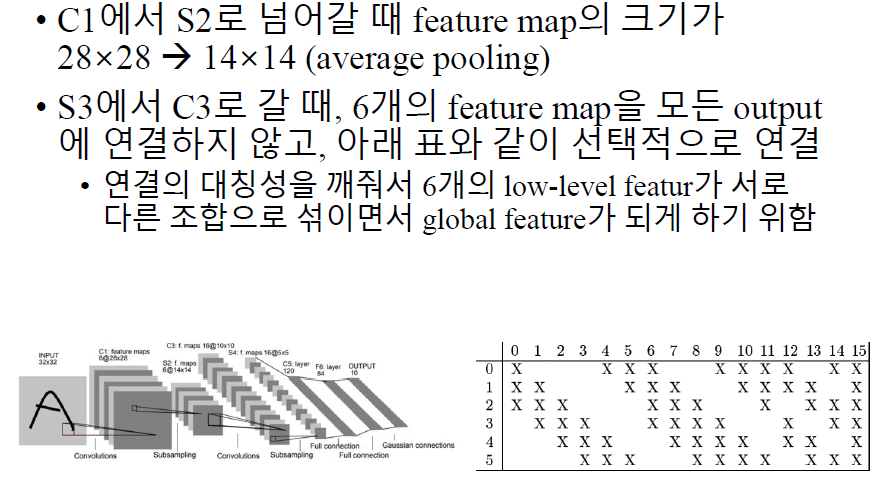 • C1에서 S2로 넘어갈 때 feature map의 크기가
28×28 → 14×14 (average pooling)
• S3에서 C3로 갈 때, 6개의 feature map을 모든 output
에 연결하지 않고, 아래 표와 같이 선택적으로 연결
• 연결의 대칭성을 깨줘서 6개의 low-level featur가 서로
다른 조합으로 섞이면서 global feature가 되게 하기 위함
INPUT
32x32
C1: feature maps
6@28x28
S2: f. maps
6@14x14
C3: f. maps 16@10x10
S4: f. maps 16@5x5
C5: layer
120
F6: layer
84
OUTPUT
10
A
Convolutions
Subsampling
Convolutions
Subsampling
Full connection
Full connection
Gaussian connections
0 1 2 3 4 5 6 7 8 9 10 11 12 13 14 15
0 X X X X X X X X X X
1 X X X X X X X X X X
2 X X X X X X X X X X
3 X X X X X X X X X X
4 X X X X X X X X X X
5 X X X X X X X X X X